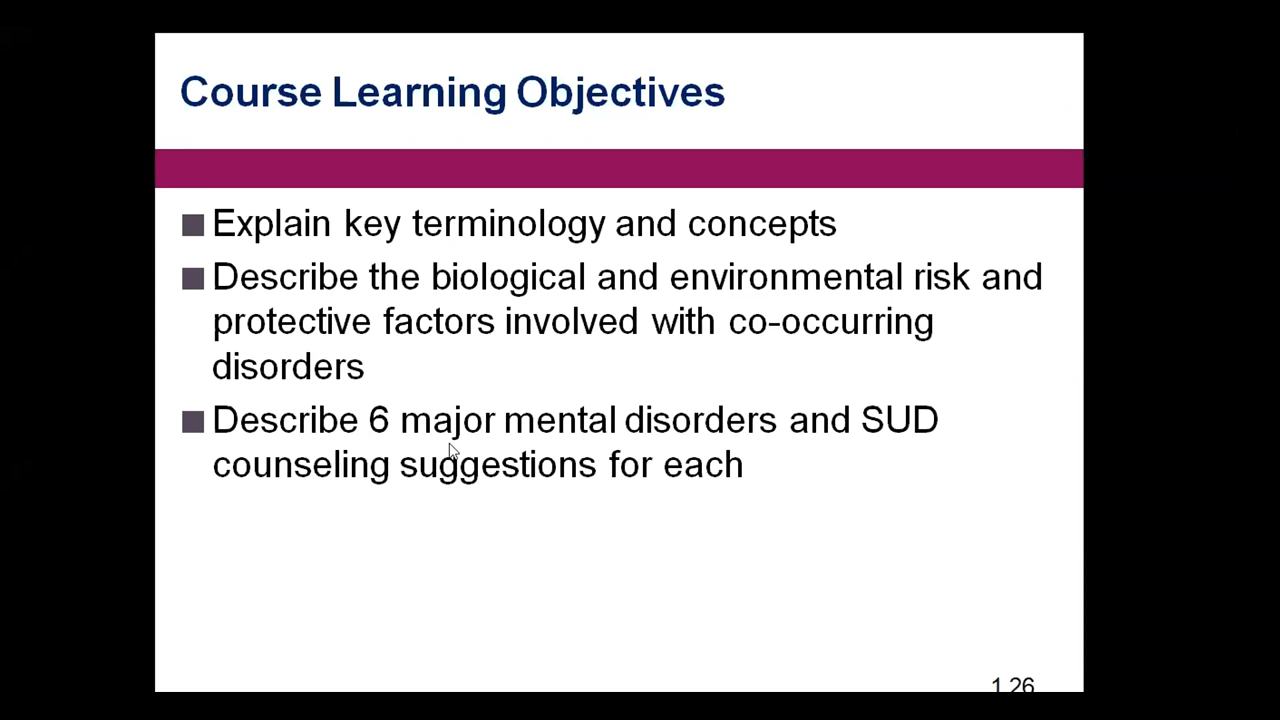 Course Learning Objectives
Explain key terminology and concepts
Describe the biological and environmental risk and
protective factors involved with co-occurring
disorders
Describe 6 major mental disorders and SUD
counseling suggestions for each
1.26